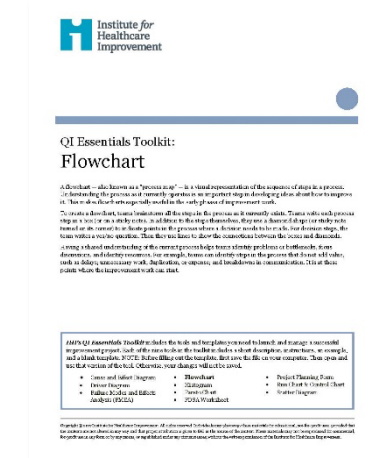 Institute for
Healthcare
Improvement
QI Essentials Toolkit:
Flowchart
A flowchart — also known as a "process map" — is a visual representation of the sequence of steps in a process.
Understanding the process as it currently operates is an important step in developing ideas about how to improve
it. This makes flowcharts especially useful in the early phases of improvement work.
To create a flowchart, teams brainstorm all the steps in the process as it currently exists. Teams write each process
step in a box (or on a sticky note). In addition to the steps themselves, they use a diamond shape (or sticky note
turned on its corner) to indicate points in the process where a decision needs to be made. For decision steps, the
team writes a yes/no question. Then they use lines to show the connections between the boxes and diamonds.
Having a shared understanding of the current process helps teams identify problems or bottlenecks, focus
discussions, and identify resources. For example, teams can identify steps in the process that do not add value,
such as delays; unnecessary work, duplication, or expense; and breakdowns in communication. It is at these
points where the improvement work can start.
IHI's QI Essentials Toolkit includes the tools and templates you need to launch and manage a successful
improvement project. Each of the nine tools in the toolkit includes a short description, instructions, an example,
and a blank template. NOTE: Before filling out the template, first save the file on your computer. Then open and
use that version of the tool. Otherwise, your changes will not be saved.
• Cause and Effect Diagram
• Driver Diagram
• Failure Modes and Effects
Analysis (FMEA)
• Flowchart
• Histogram
• Pareto Chart
• PDSA Worksheet
• Project Planning Form
• Run Chart & Control Chart
• Scatter Diagram